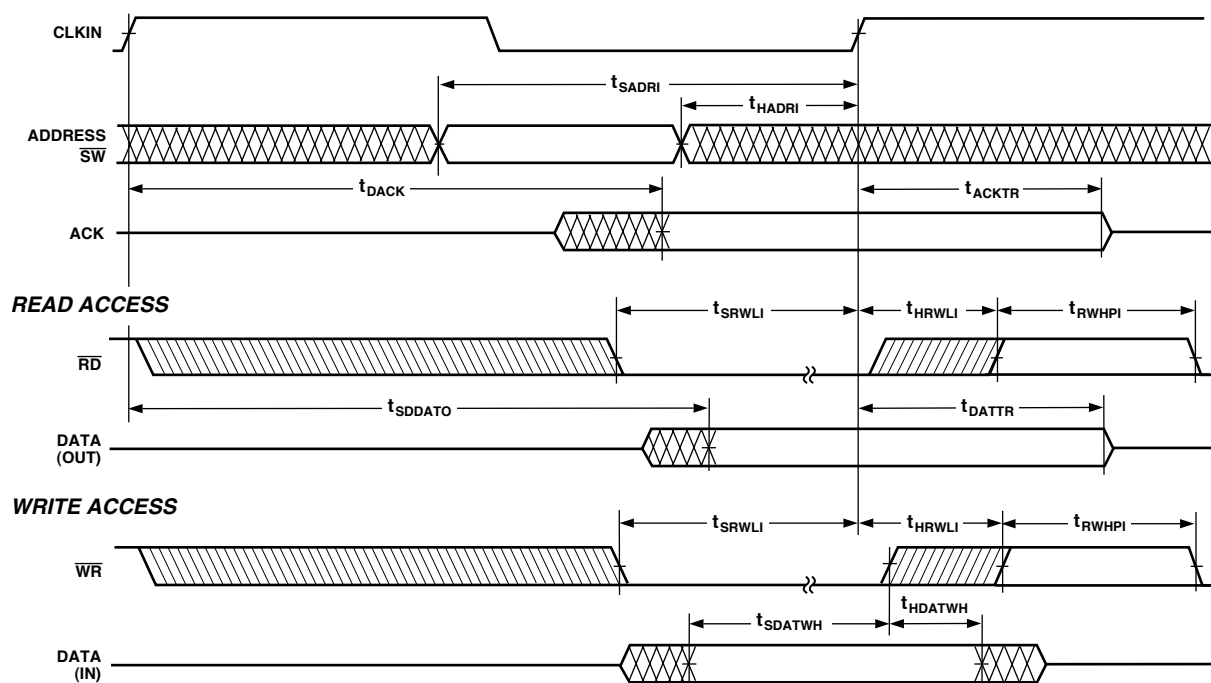 CLKIN
tSADRI
tHADRI
ADDRESS
SW
tDACK
tACKTR
ACK
READ ACCESS
tSRWLI
tHRWLI
tRWHPI
RD
tSDDATO
tDATTR
DATA
(OUT)
WRITE ACCESS
tSRWLI
tHRWLI
tRWHPI
WR
tSDATWH
tHDATWH
DATA
(IN)